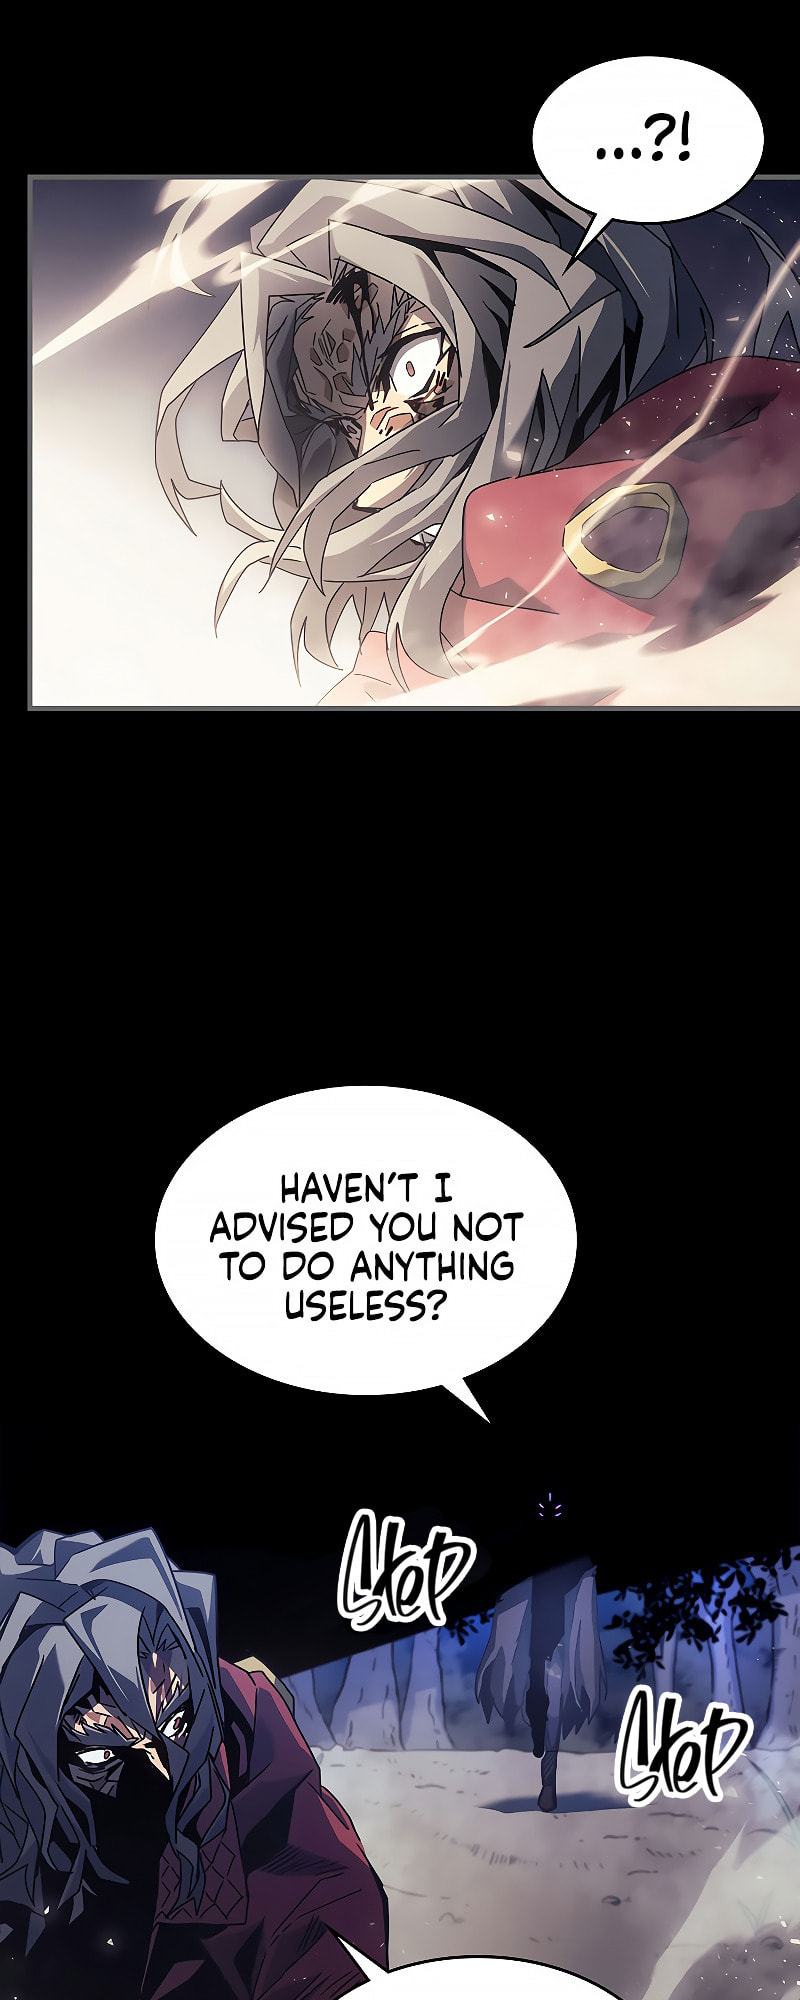 ...?!
HAVEN'T I
ADVISED YOU NOT
TO DO ANYTHING
USELESS?
STEP
STEP